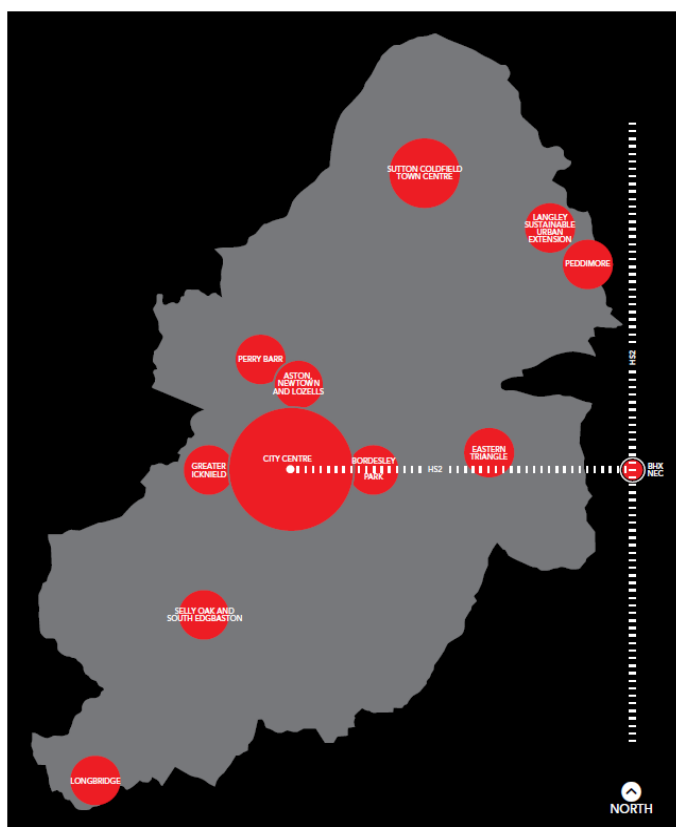 SUTTON COLDFIELD
TOWN CENTRE
LANGLEY
SUSTAINABLE
URBAN
EXTENSION
PEDDIMORE
HS2
PERRY BARR
ASTON,
NEWTOWN
AND LOZELLS
CITY CENTRE
GREATER
ICKNIELD
BORDESLEY
PARK
HS2
EASTERN
TRIANGLE
BHX
NEC
SELLY OAK AND
SOUTH EDGBASTON
LONGBRIDGE
NORTH